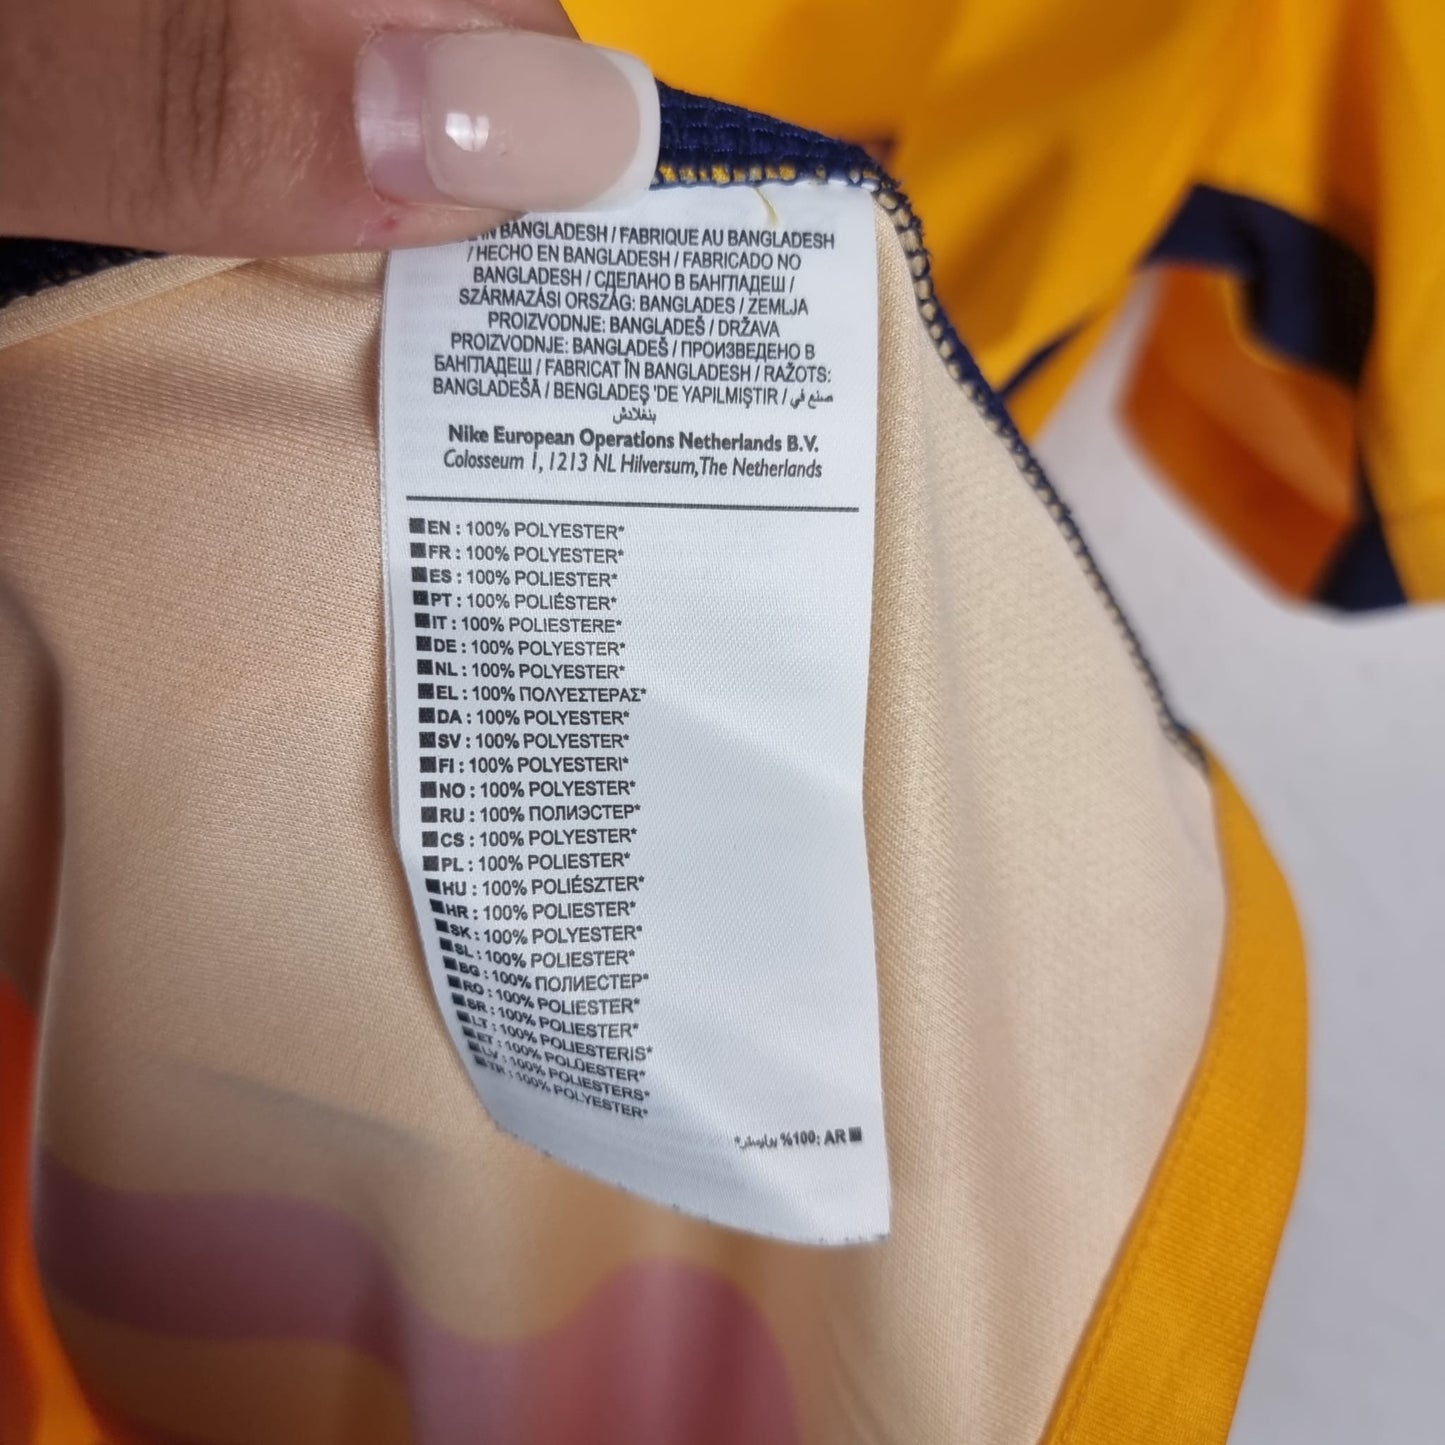 IN BANGLADESH / FABRIQUE AU BANGLADESH
/ HECHO EN BANGLADESH / FABRICADO NO
BANGLADESH / СДЕЛАНО В БАНГЛАДЕШ /
SZÁRMAZÁSI ORSZÁG: BANGLADES / ZEMLJA
PROIZVODNJE: BANGLADEŠ / DRŽAVA
PROIZVODNJE: BANGLADEŠ / ПРОИЗВЕДЕНО В
БАНГЛАДЕШ / FABRICAT ÎN BANGLADESH / RAŽOTS:
BANGLADEŠĀ / BENGLADEŞ 'DE YAPILMIŞTIR / صنع في
بنغلاتش
Nike European Operations Netherlands B.V.
Colosseum 1, 1213 NL Hilversum, The Netherlands
■EN : 100% POLYESTER*
■FR : 100% POLYESTER*
■ES : 100% POLIESTER*
■PT : 100% POLIÉSTER*
■IT : 100% POLIESTERE*
■DE : 100% POLYESTER*
■NL : 100% POLYESTER*
■EL : 100% ΠΟΛΥΕΣΤΕΡΑΣ*
■DA : 100% POLYESTER*
■SV : 100% POLYESTER*
■FI : 100% POLYESTERI*
■NO : 100% POLYESTER*
■RU : 100% ПОЛИЭСТЕР*
■CS : 100% POLYESTER*
■PL : 100% POLIESTER*
■HU : 100% POLIÉSZTER*
■HR : 100% POLIESTER*
■SK : 100% POLYESTER*
■SL : 100% POLIESTER*
■BG : 100% ПОЛИЕСТЕР*
■RO : 100% POLIESTER*
■SR : 100% POLIESTER*
■LT : 100% POLIESTERIS*
■ET : 100% POLÜESTER*
■LV : 100% POLIESTERS*
■TR : 100% POLYESTER*
%100: AR ■